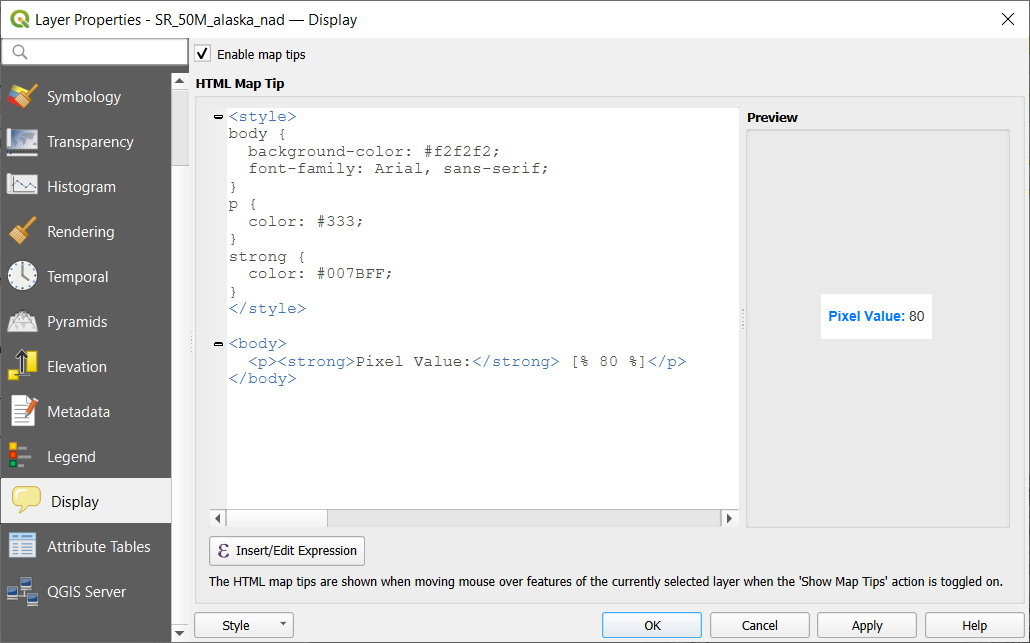 Layer Properties - SR_50M_alaska_nad — Display
Enable map tips
HTML Map Tip
Symbology
Transparency
Histogram
Rendering
Temporal
Pyramids
Elevation
Metadata
Legend
Display
Attribute Tables
QGIS Server
<style>
body {
  background-color: #f2f2f2;
  font-family: Arial, sans-serif;
}
p {
  color: #333;
}
strong {
  color: #007BFF;
}
</style>
<body>
  <p><strong>Pixel Value:</strong> [% 80 %]</p>
</body>
Preview
Pixel Value: 80
ε Insert/Edit Expression
The HTML map tips are shown when moving mouse over features of the currently selected layer when the 'Show Map Tips' action is toggled on.
Style
OK
Cancel
Apply
Help